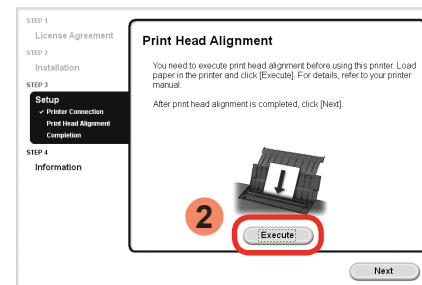 STEP 1
License Agreement
STEP 2
Installation
STEP 3
Setup
✓ Printer Connection
Print Head Alignment
Completion
STEP 4
Information
Print Head Alignment
You need to execute print head alignment before using this printer. Load
paper in the printer and click [Execute]. For details, refer to your printer
manual.
After print head alignment is completed, click [Next].
2
Execute
Next